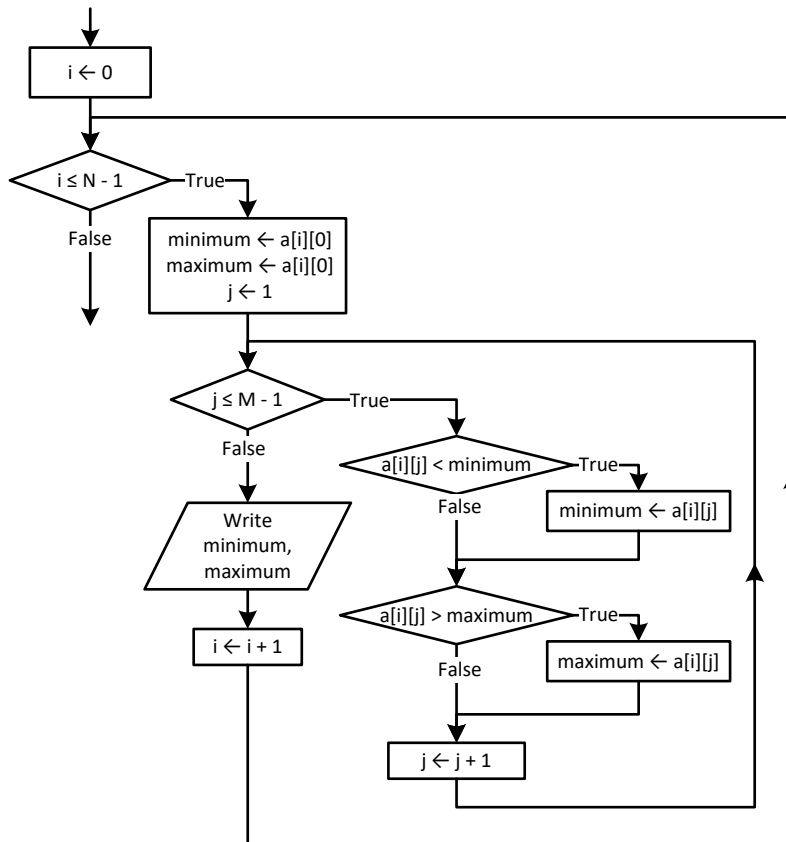 i ← 0
i ≤ N - 1
True
False
minimum ← a[i][0]
maximum ← a[i][0]
j ← 1
j ≤ M - 1
True
False
a[i][j] < minimum
True
False
minimum ← a[i][j]
Write
minimum,
maximum
a[i][j] > maximum
True
False
maximum ← a[i][j]
i ← i + 1
j ← j + 1